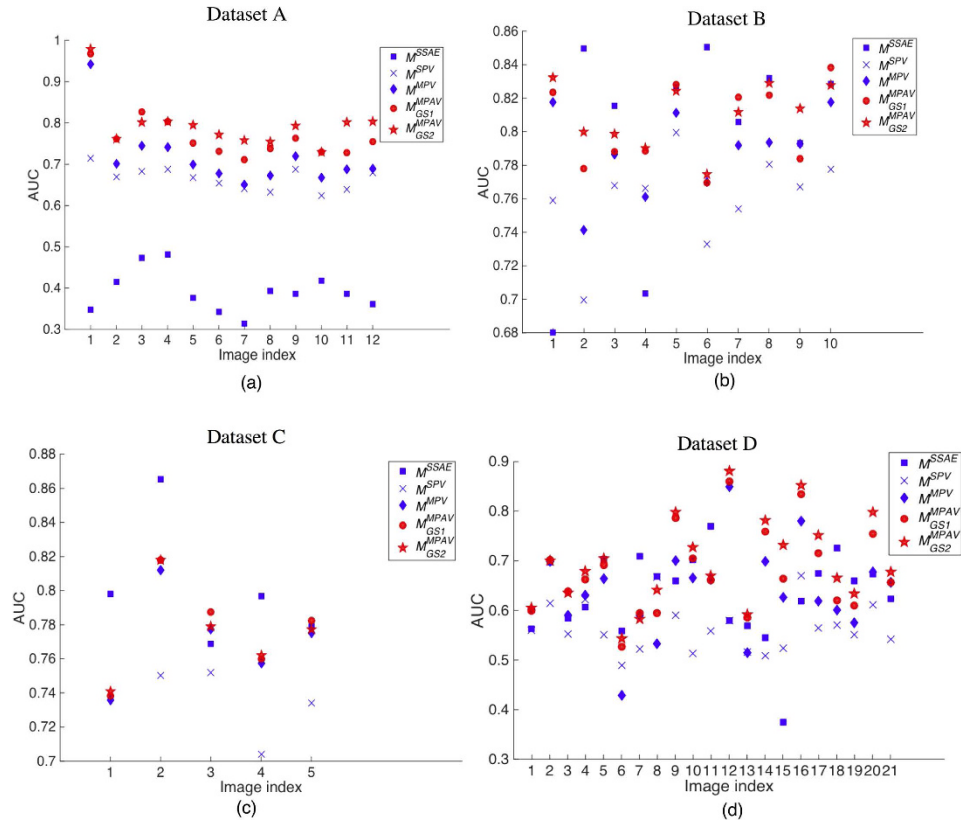 Dataset A
1
0.9
0.8
0.7
0.6
0.5
0.4
0.3
AUC
1 2 3 4 5 6 7 8 9 10 11 12
Image index
M^SSAE
M^SPV
M^MPV
M^MPAV_GS1
M^MPAV_GS2
(a)
Dataset B
0.84
0.82
0.8
0.78
0.76
0.74
0.72
0.7
0.68
AUC
1 2 3 4 5 6 7 8 9 10
Image index
M^SSAE
M^SPV
M^MPV
M^MPAV_GS1
M^MPAV_GS2
(b)
Dataset C
0.88
0.86
0.84
0.82
0.8
0.78
0.76
0.74
0.72
0.7
AUC
1 2 3 4 5
Image index
M^SSAE
M^SPV
M^MPV
M^MPAV_GS1
M^MPAV_GS2
(c)
Dataset D
0.9
0.8
0.7
0.6
0.5
0.4
0.3
AUC
1 2 3 4 5 6 7 8 9 10 11 12 13 14 15 16 17 18 19 20 21
Image index
M^SSAE
M^SPV
M^MPV
M^MPAV_GS1
M^MPAV_GS2
(d)